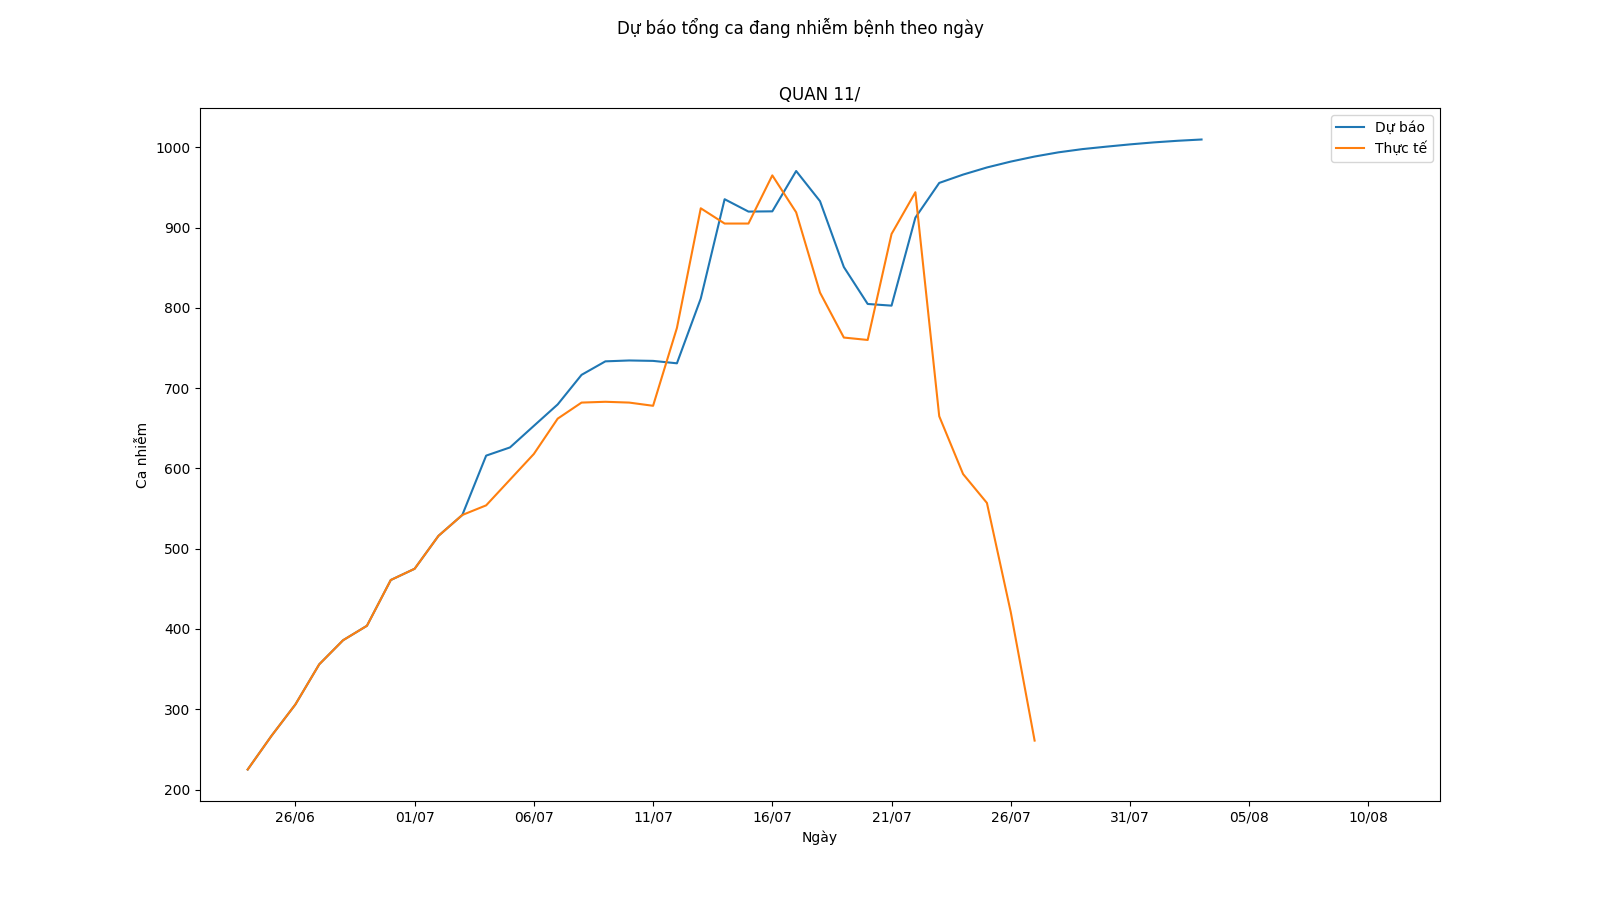 Dự báo tổng ca đang nhiễm bệnh theo ngày
QUAN 11/
Dự báo
Thực tế
1000
900
800
700
600
500
400
300
200
Ca nhiễm
26/06 01/07 06/07 11/07 16/07 21/07 26/07 31/07 05/08 10/08
Ngày